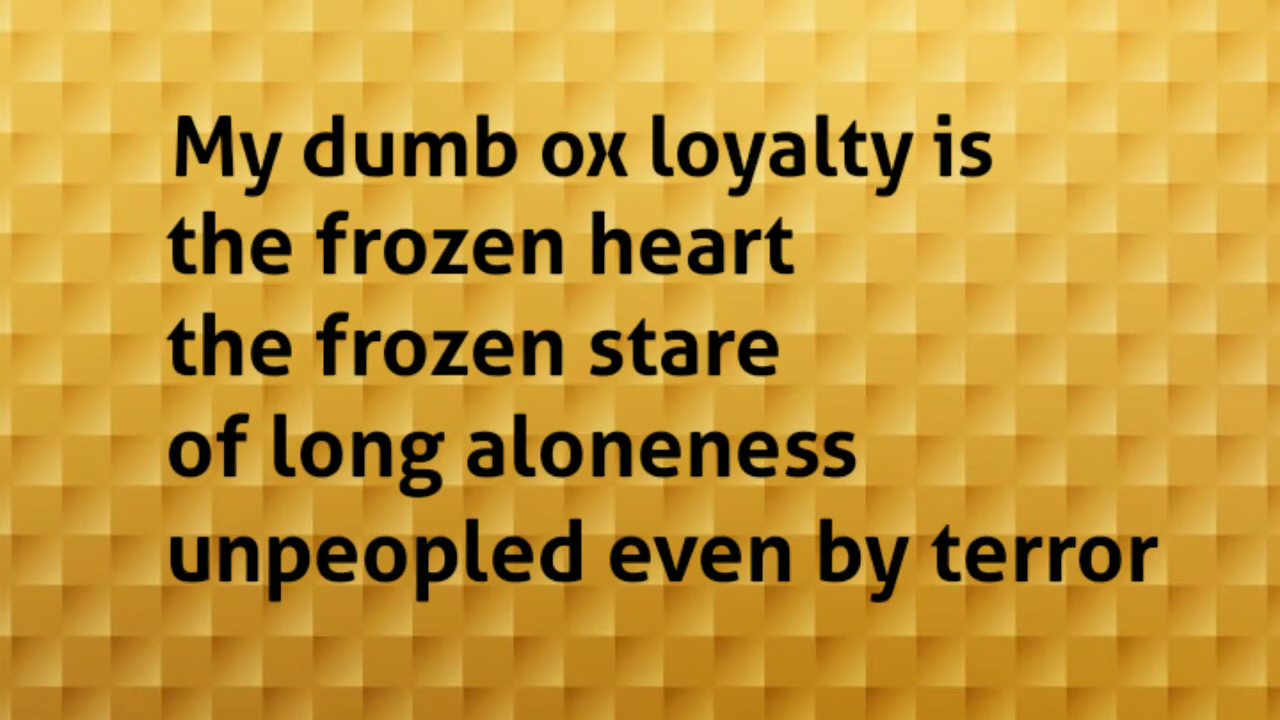 My dumb ox loyalty is
the frozen heart
the frozen stare
of long aloneness
unpeopled even by terror